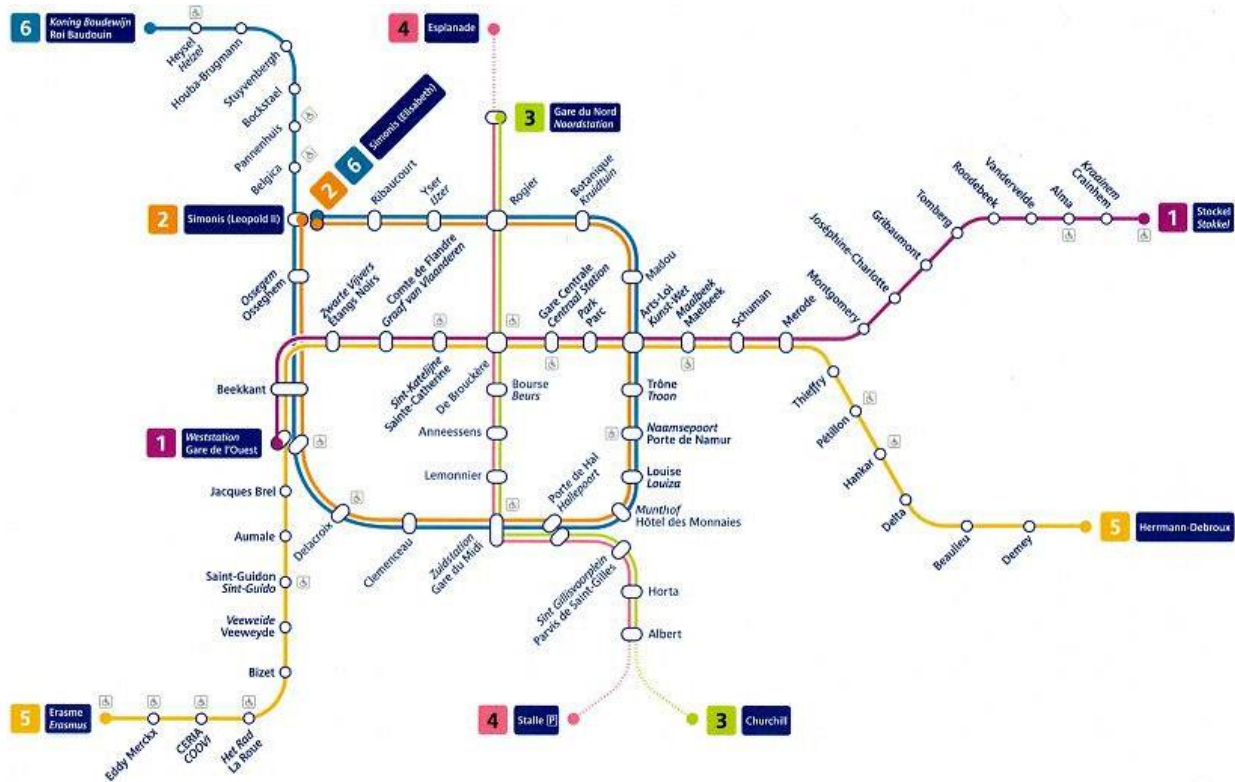 6
Koning Boudewijn
Roi Baudouin
Heysel
Heizel
Houba-Brugmann
Stuyvenbergh
Bockstael
Pannenhuis
Belgica
4
Esplanade
3
Gare du Nord
Noordstation
2
6
Simonis (Elisabeth)
2
Simonis (Leopold II)
Ribaucourt
Yser
IJzer
Rogier
Botanique
Kruidtuin
Madou
Ossegem
Osseghem
Zwarte Vijvers
Étangs Noirs
Comte de Flandre
Graaf van Vlaanderen
Sint-Katelijne
Sainte-Catherine
De Brouckère
Gare Centrale
Centraal Station
Park
Parc
Arts-Loi
Kunst-Wet
Maalbeek
Maelbeek
Schuman
Merode
Montgomery
Joséphine-Charlotte
Gribaumont
Tomberg
Roodebeek
Vandervelde
Alma
Kraainem
Crainhem
1
Stockel
Stokkel
Beekkant
1
Weststation
Gare de l'Ouest
Bourse
Beurs
Anneessens
Lemonnier
Trône
Troon
Naamsepoort
Porte de Namur
Louise
Louiza
Munthof
Hôtel des Monnaies
Porte de Hal
Hallepoort
Thieffry
Pétillon
Hankar
Delta
Beaulieu
Demey
5
Herrmann-Debroux
Jacques Brel
Aumale
Saint-Guidon
Sint-Guido
Veeweide
Veeweyde
Bizet
Delacroix
Clemenceau
Zuidstation
Gare du Midi
Sint Gillisvoorplein
Parvis de Saint-Gilles
Horta
Albert
5
Erasme
Erasmus
Eddy Merckx
CERIA
COOVI
Het Rad
La Roue
4
Stalle P
3
Churchill